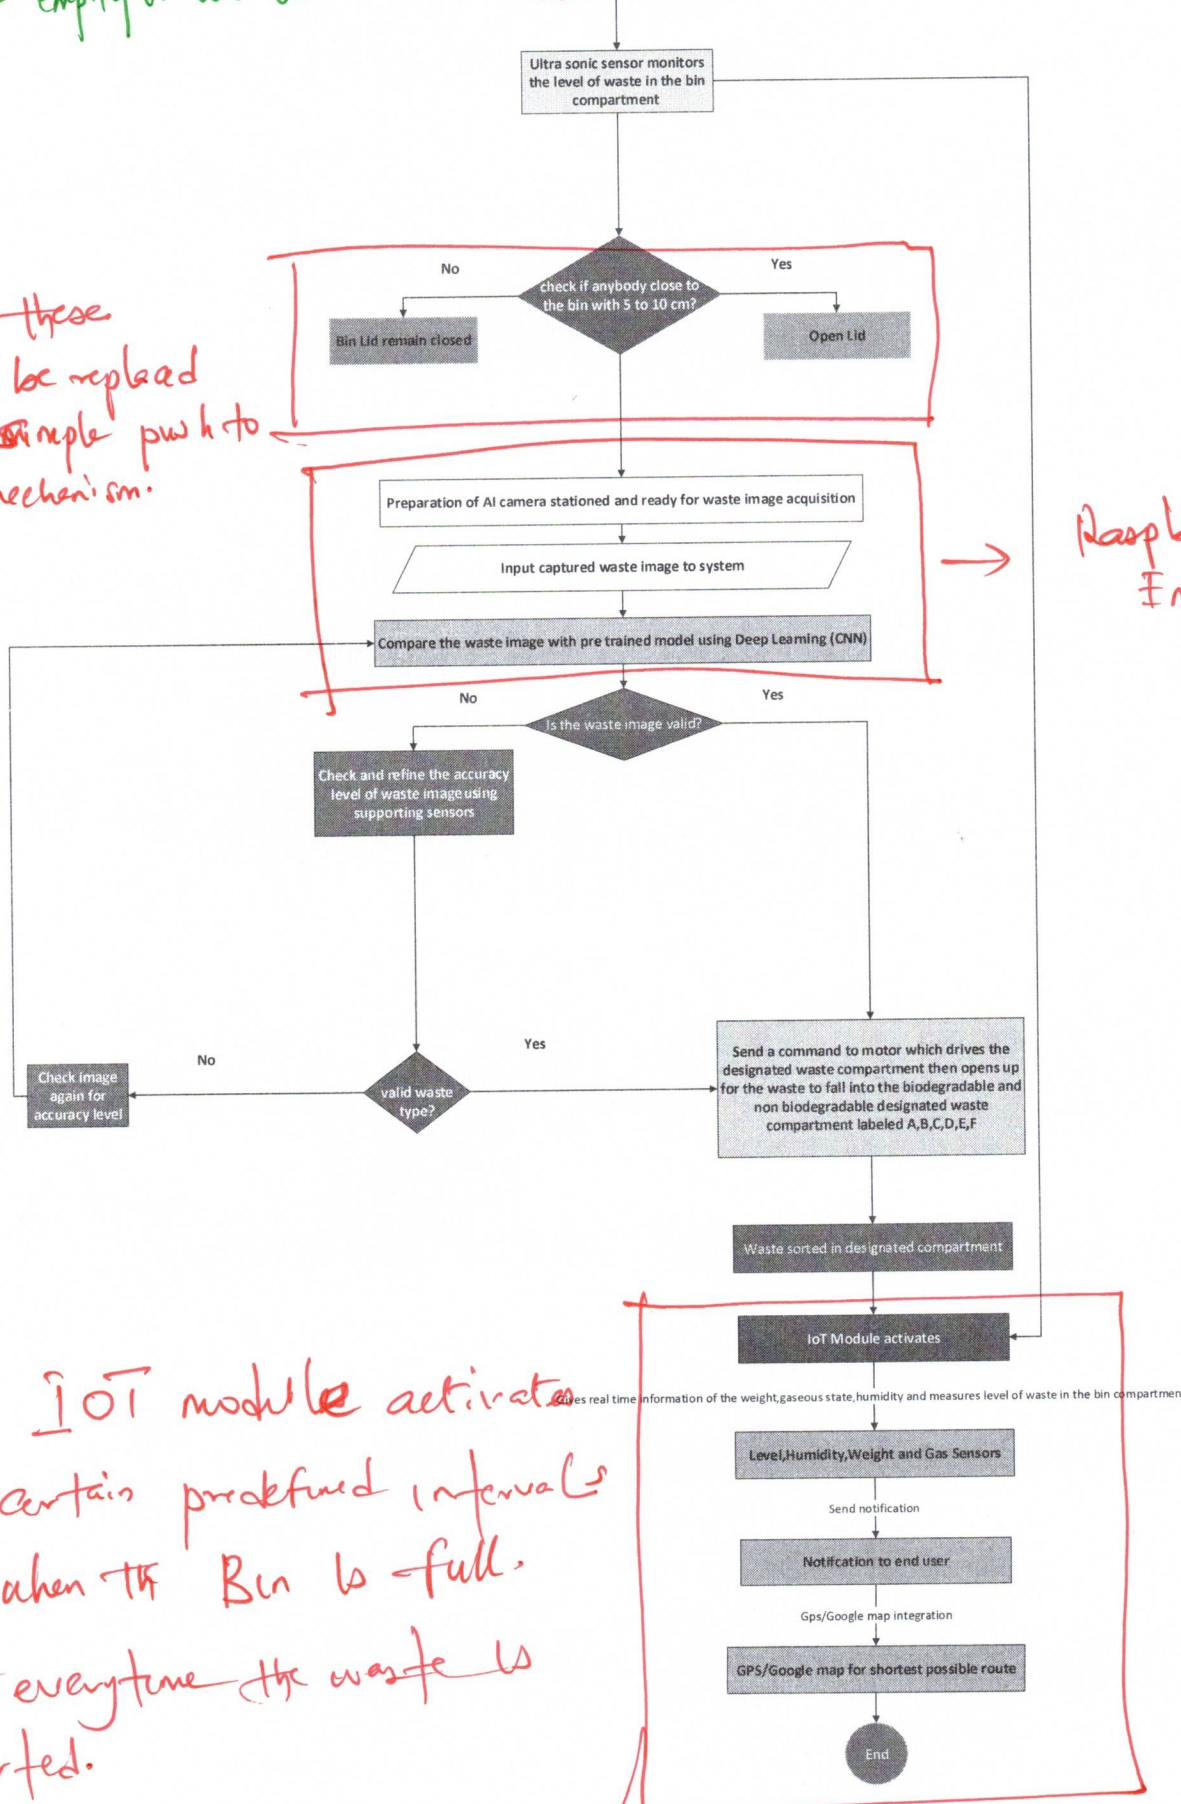 empty
Ultra sonic sensor monitors
the level of waste in the bin
compartment
No
Yes
check if anybody close to
the bin with 5 to 10 cm?
Bin Lid remain closed
Open Lid
these
be replaed
simple push to
mechenism.
Preparation of AI camera stationed and ready for waste image acquisition
Input captured waste image to system
Compare the waste image with pre trained model using Deep Learning (CNN)
No
Yes
Is the waste image valid?
Check and refine the accuracy
level of waste image using
supporting sensors
No
Yes
Check image
again for
accuracy level
valid waste
type?
Send a command to motor which drives the
designated waste compartment then opens up
for the waste to fall into the biodegradable and
non biodegradable designated waste
compartment labeled A,B,C,D,E,F
Waste sorted in designated compartment
IoT Module activates
IOT module activates
certain predefined intervals
when the Bin is full.
everytime the waste is
rted.
Gives real time information of the weight,gaseous state,humidity and measures level of waste in the bin compartmen
Level,Humidity,Weight and Gas Sensors
Send notification
Notifcation to end user
Gps/Google map integration
GPS/Google map for shortest possible route
End